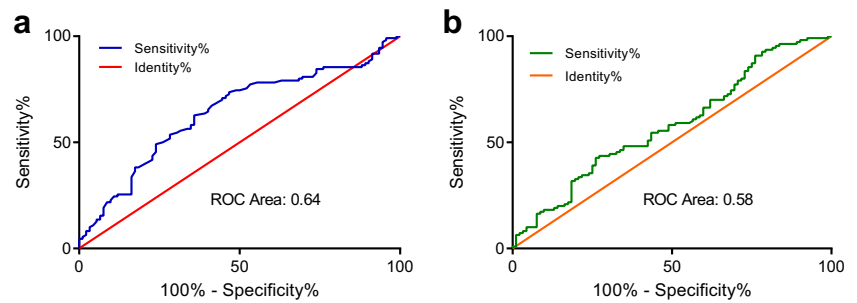 a
100
Sensitivity%
Identity%
Sensitivity%
50
ROC Area: 0.64
0
0
50
100
100% - Specificity%
b
100
Sensitivity%
Identity%
Sensitivity%
50
ROC Area: 0.58
0
0
50
100
100% - Specificity%